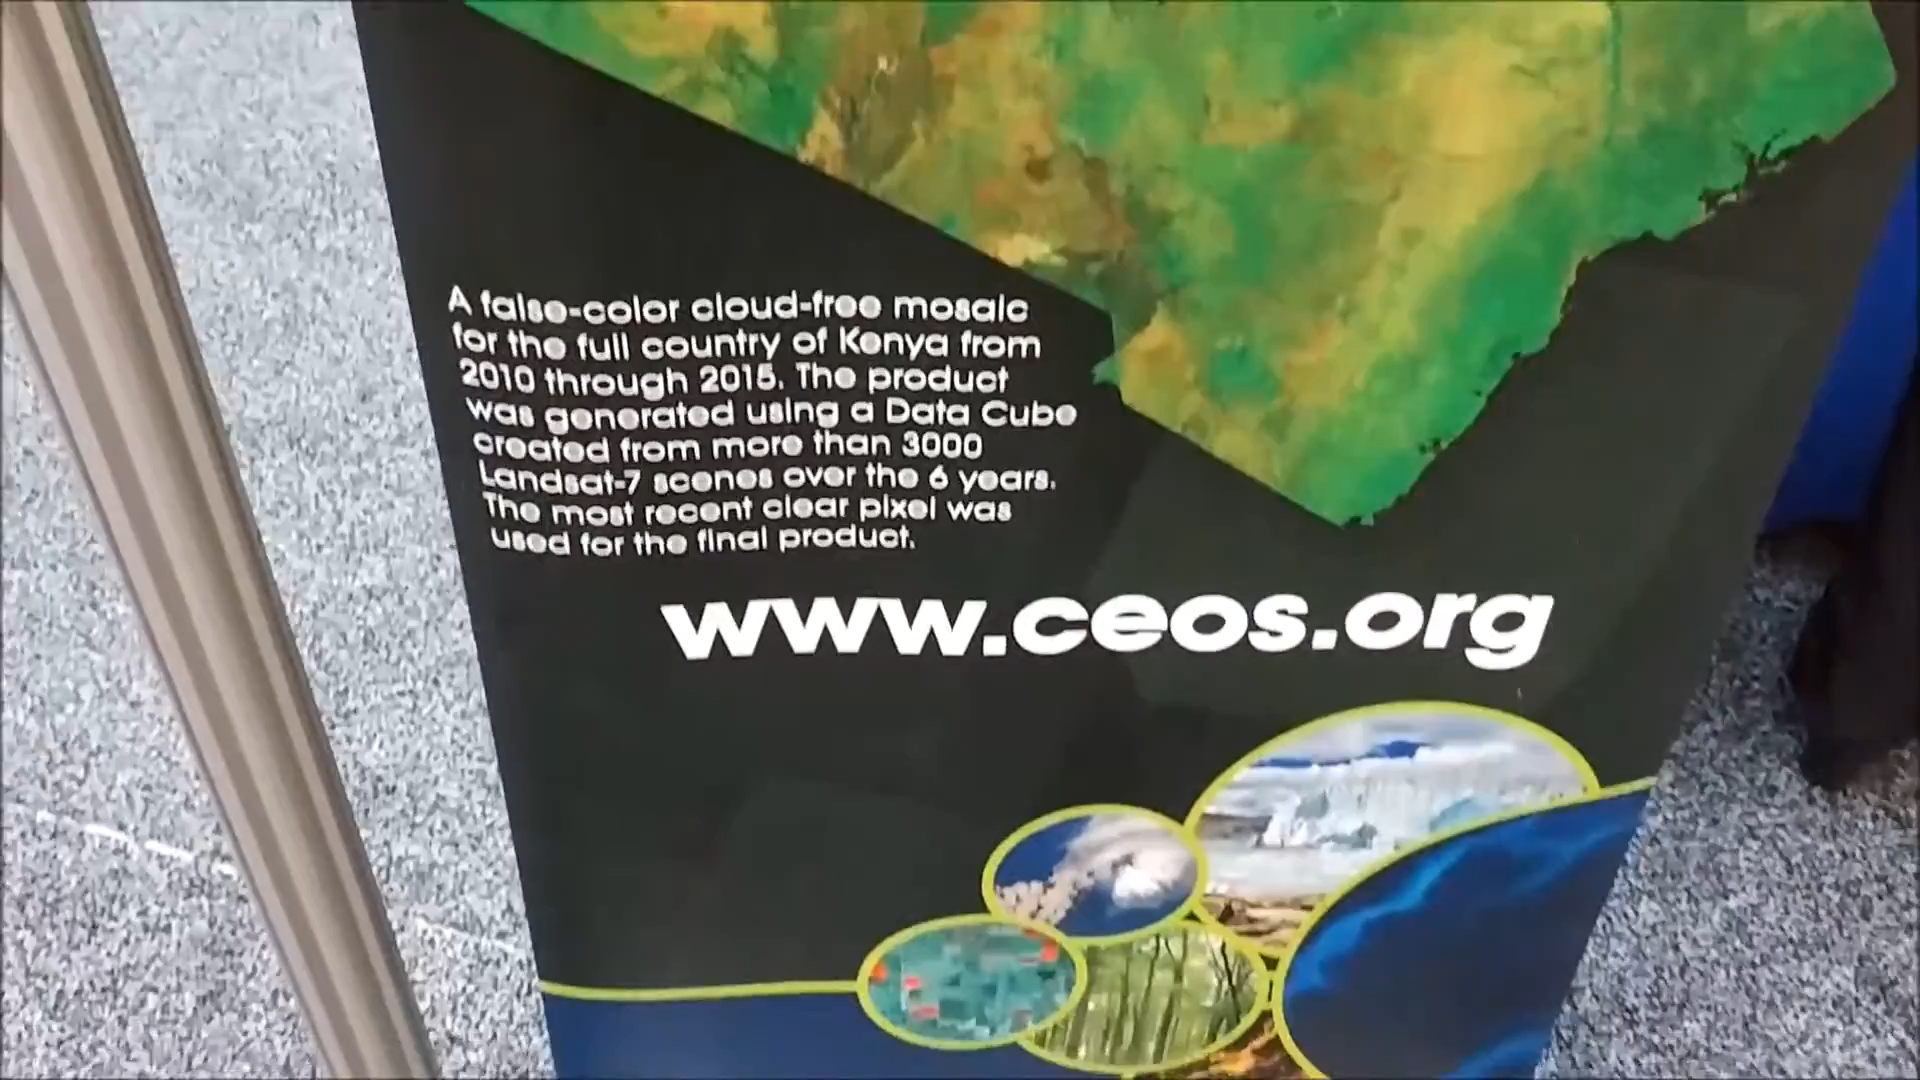 A false-color cloud-free mosaic
for the full country of Kenya from
2010 through 2015. The product
was generated using a Data Cube
created from more than 3000
Landsat-7 scenes over the 6 years.
The most recent clear pixel was
used for the final product.
www.ceos.org